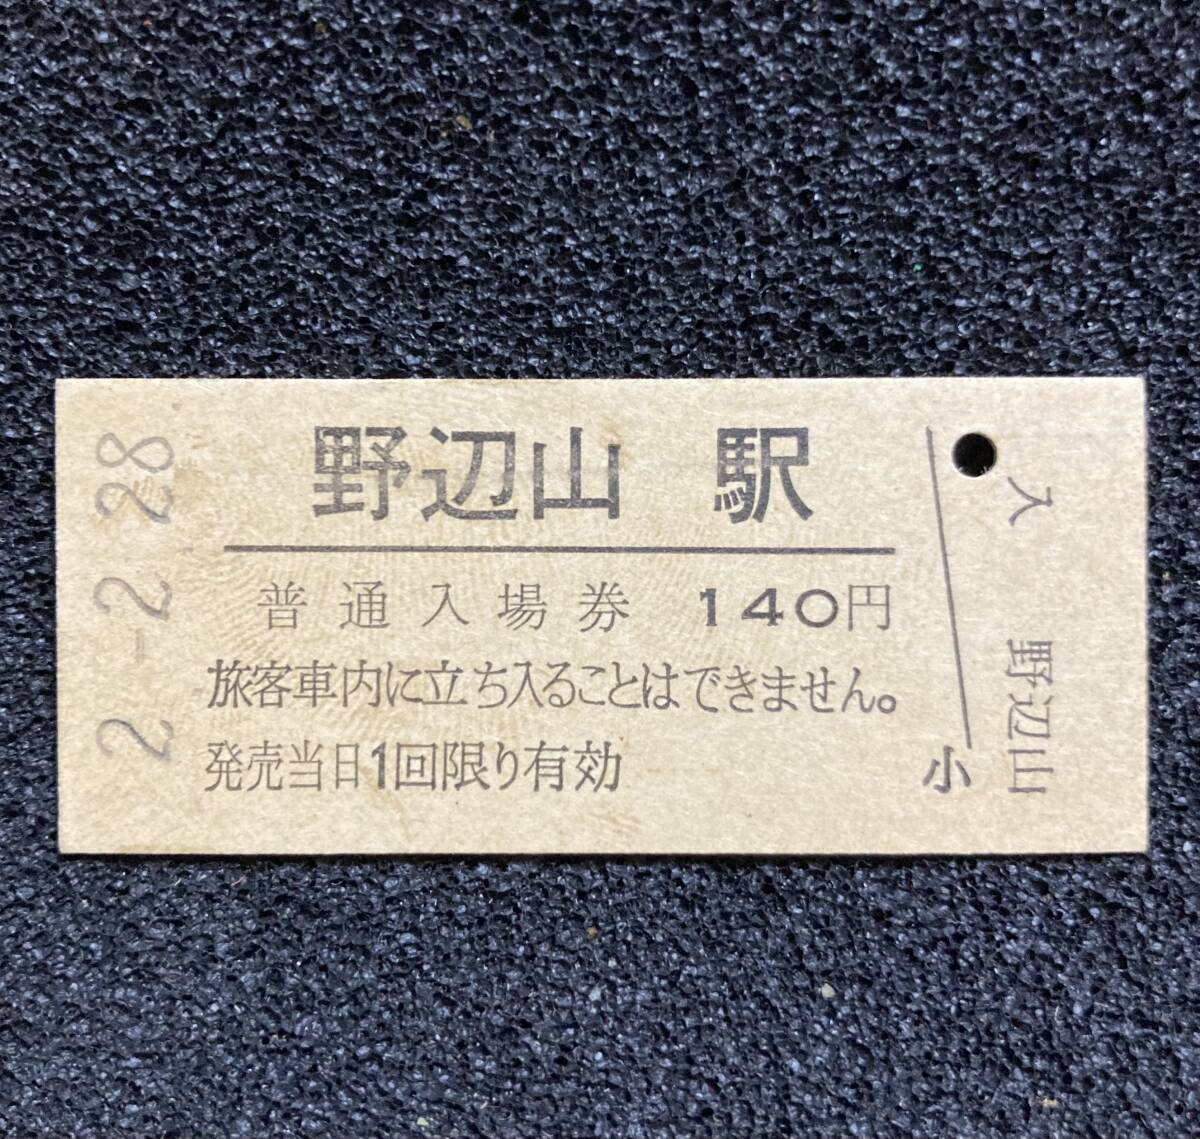 野辺山 駅
普通入場券 140円
旅客車内に立ち入ることはできません。
発売当日1回限り有効
2-2.28
小
入 野辺山